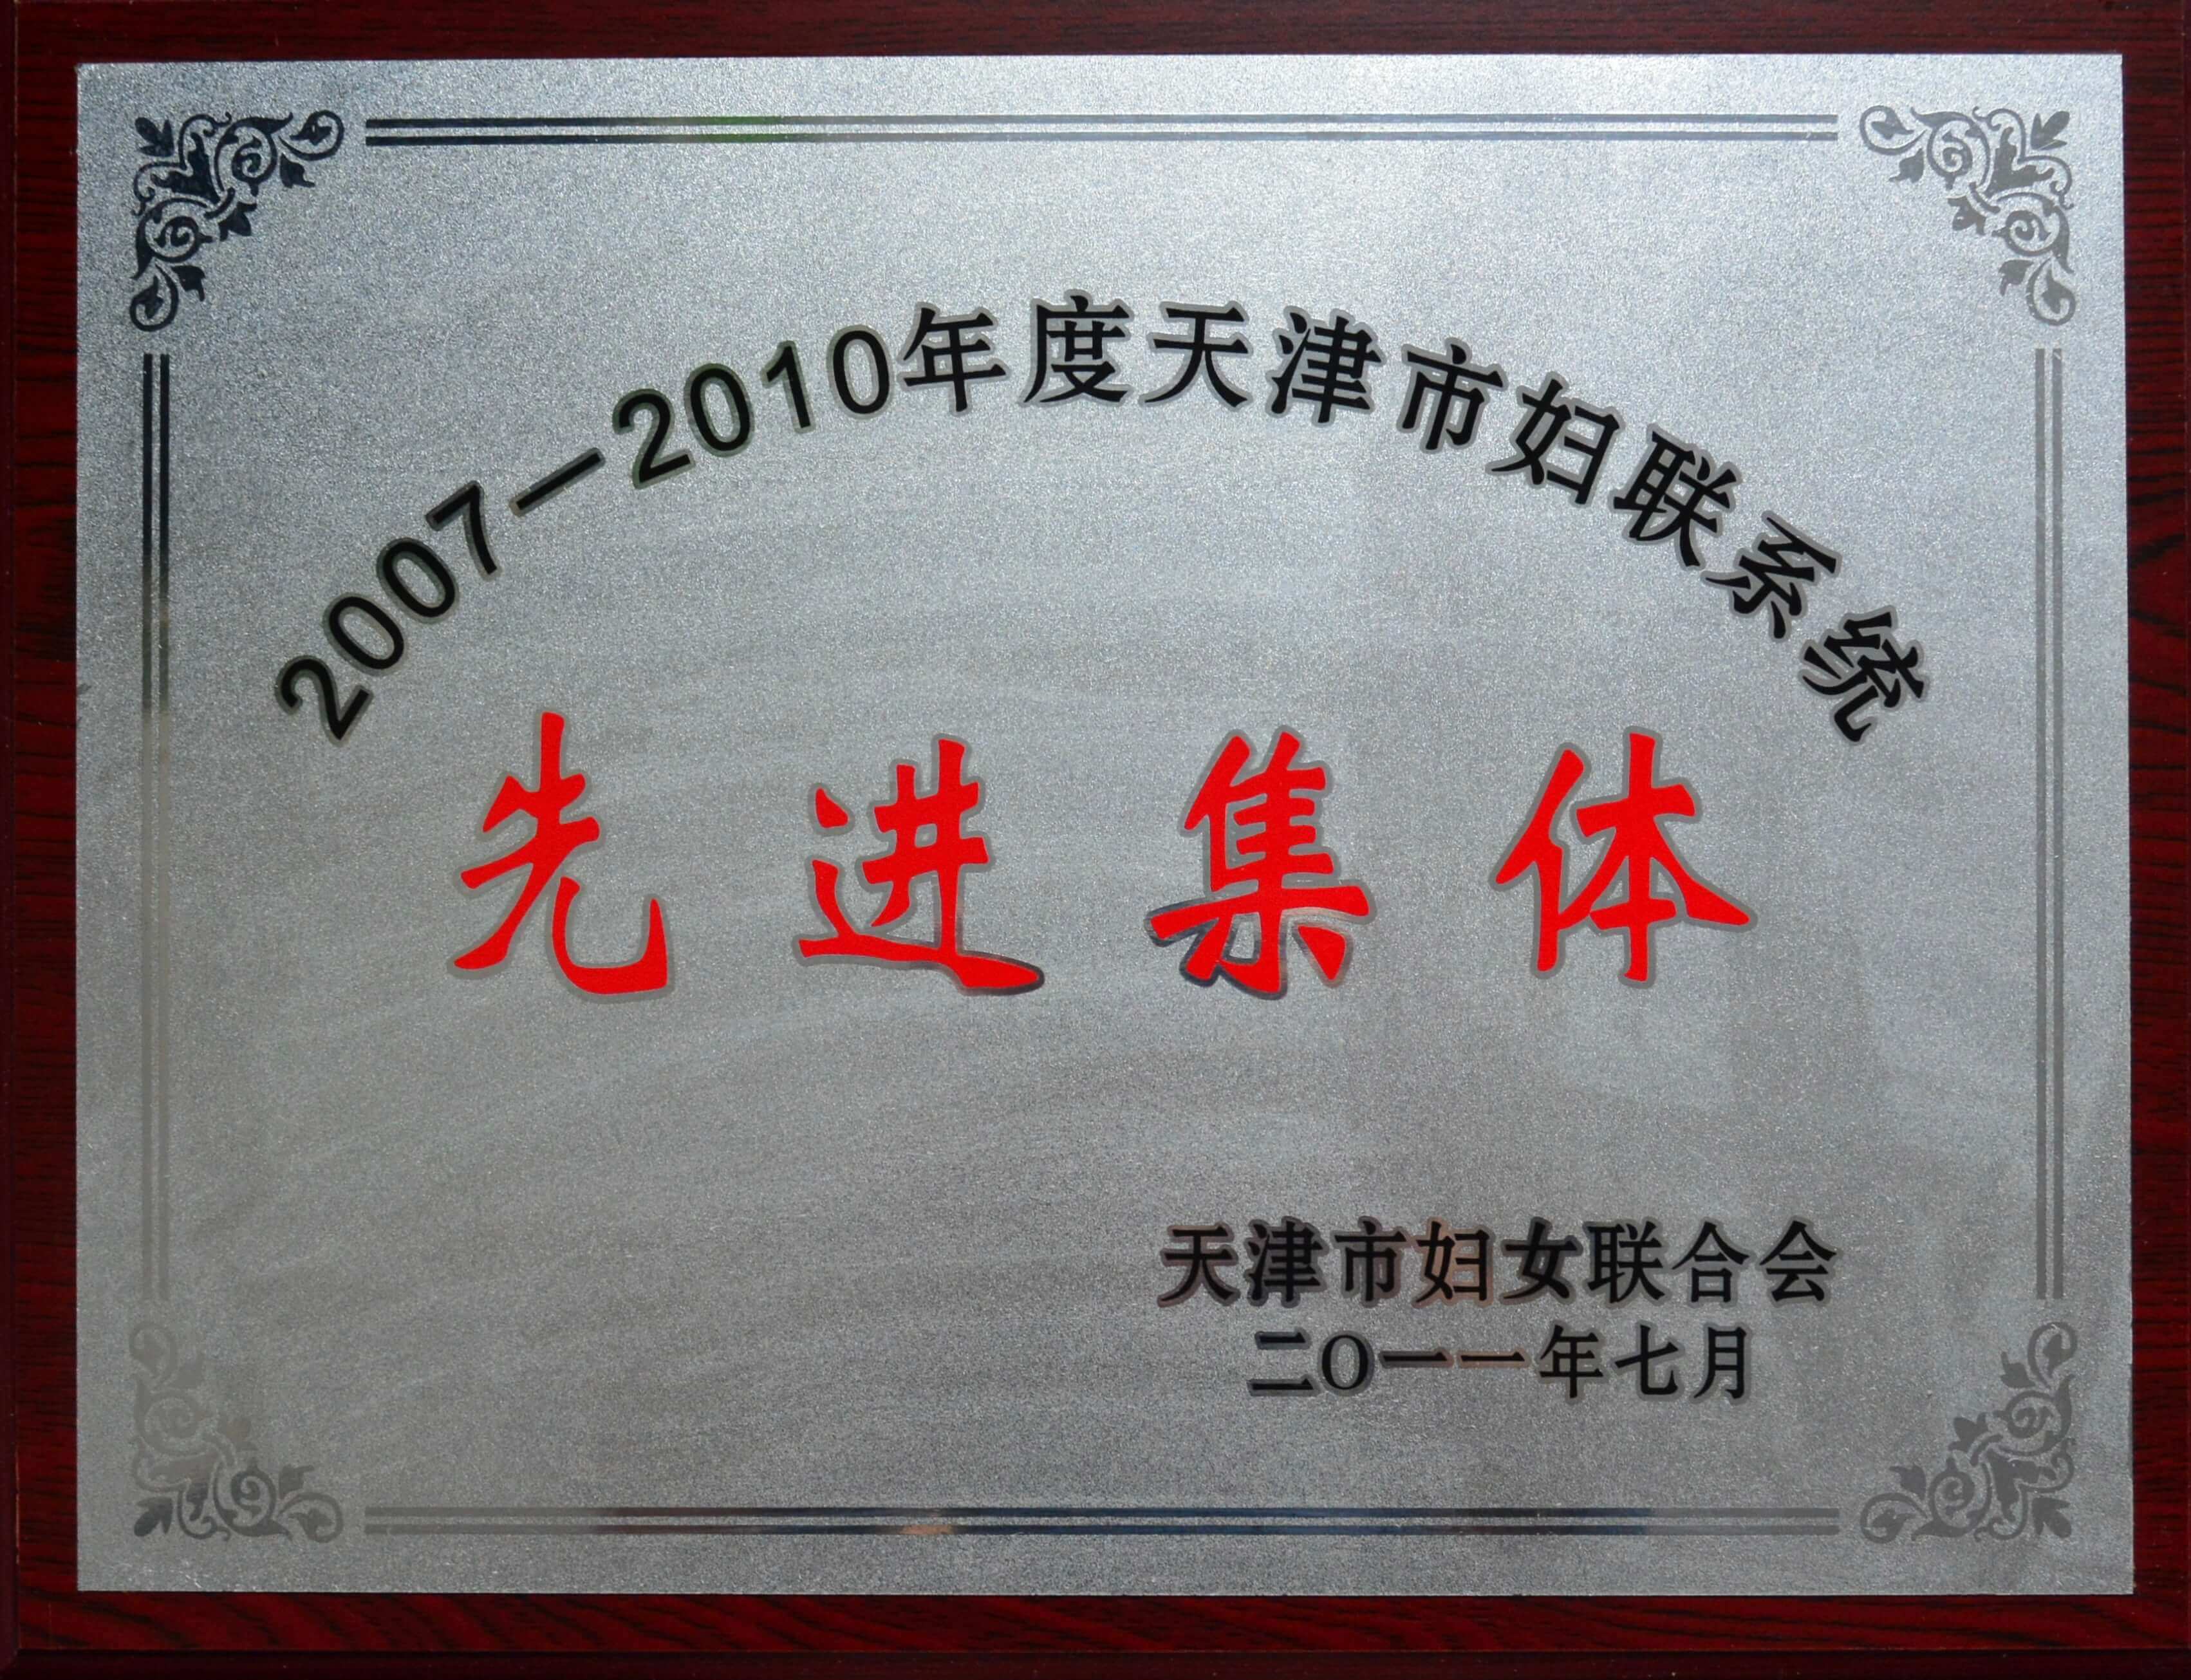 2007－2010年度天津市妇联系统
先进集体
天津市妇女联合会
二O一一年七月